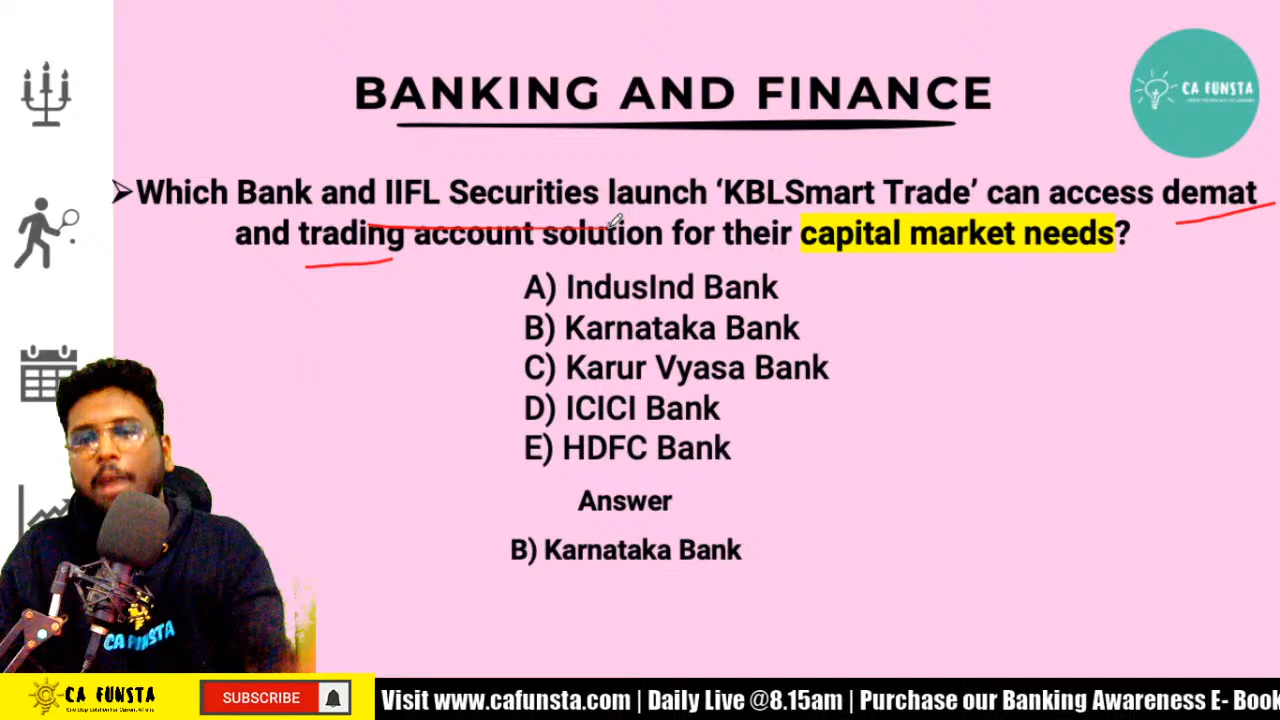 BANKING AND FINANCE
CA FUNSTA
➢Which Bank and IIFL Securities launch ‘KBLSmart Trade’ can access demat
and trading account solution for their capital market needs?
A) IndusInd Bank
B) Karnataka Bank
C) Karur Vyasa Bank
D) ICICI Bank
E) HDFC Bank
Answer
B) Karnataka Bank
CA FUNSTA
CA FUNSTA
SUBSCRIBE
Visit www.cafunsta.com | Daily Live @8.15am | Purchase our Banking Awareness E- Book